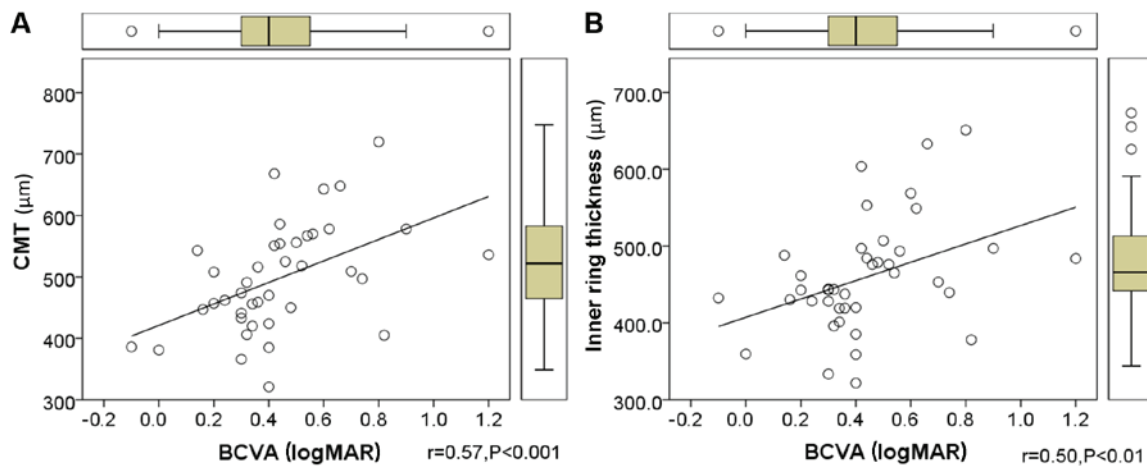 A
B
CMT (μm)
800
700
600
500
400
300
-0.2 0.0 0.2 0.4 0.6 0.8 1.0 1.2
BCVA (logMAR)
r=0.57,P<0.001
Inner ring thickness (μm)
700.0
600.0
500.0
400.0
300.0
-0.2 0.0 0.2 0.4 0.6 0.8 1.0 1.2
BCVA (logMAR)
r=0.50,P<0.01